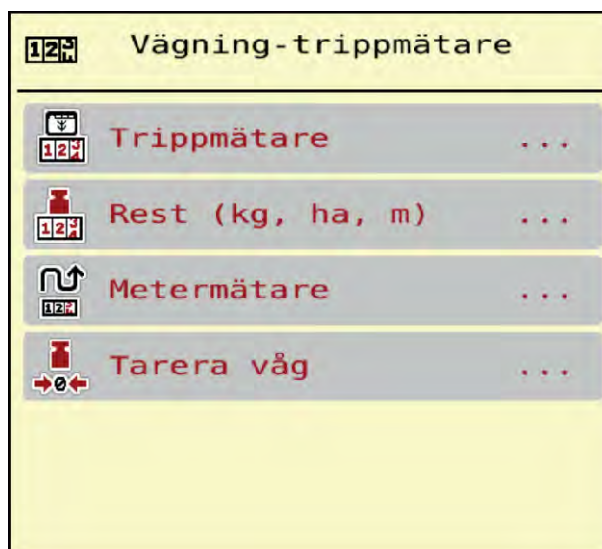 Vägning-trippmätare
Trippmätare ...
Rest (kg, ha, m) ...
Metermätare ...
Tarera våg ...